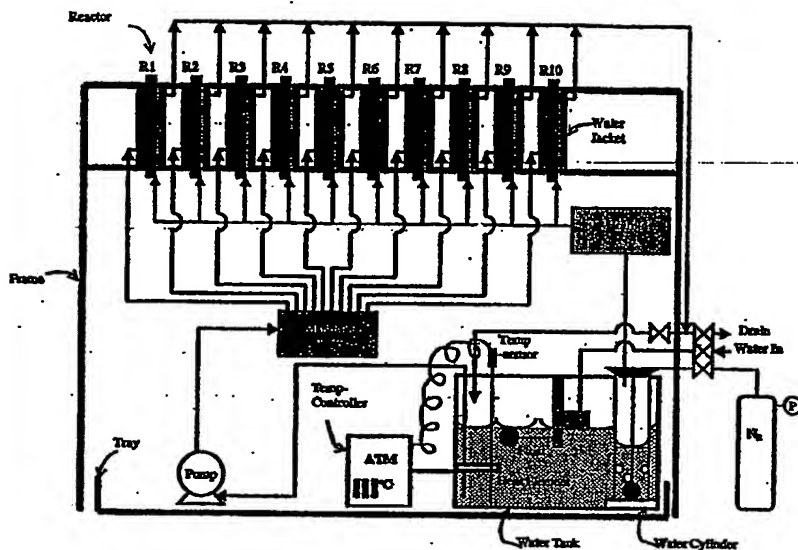 Reactor
R1 R2 R3 R4 R5 R6 R7 R8 R9 R10
Water
Jacket
Frame
Temp
sensor
Drain
Water In
Temp-
Controller
Tray
Pump
ATM
°C
N₂
P
Water Tank
Water Cylinder